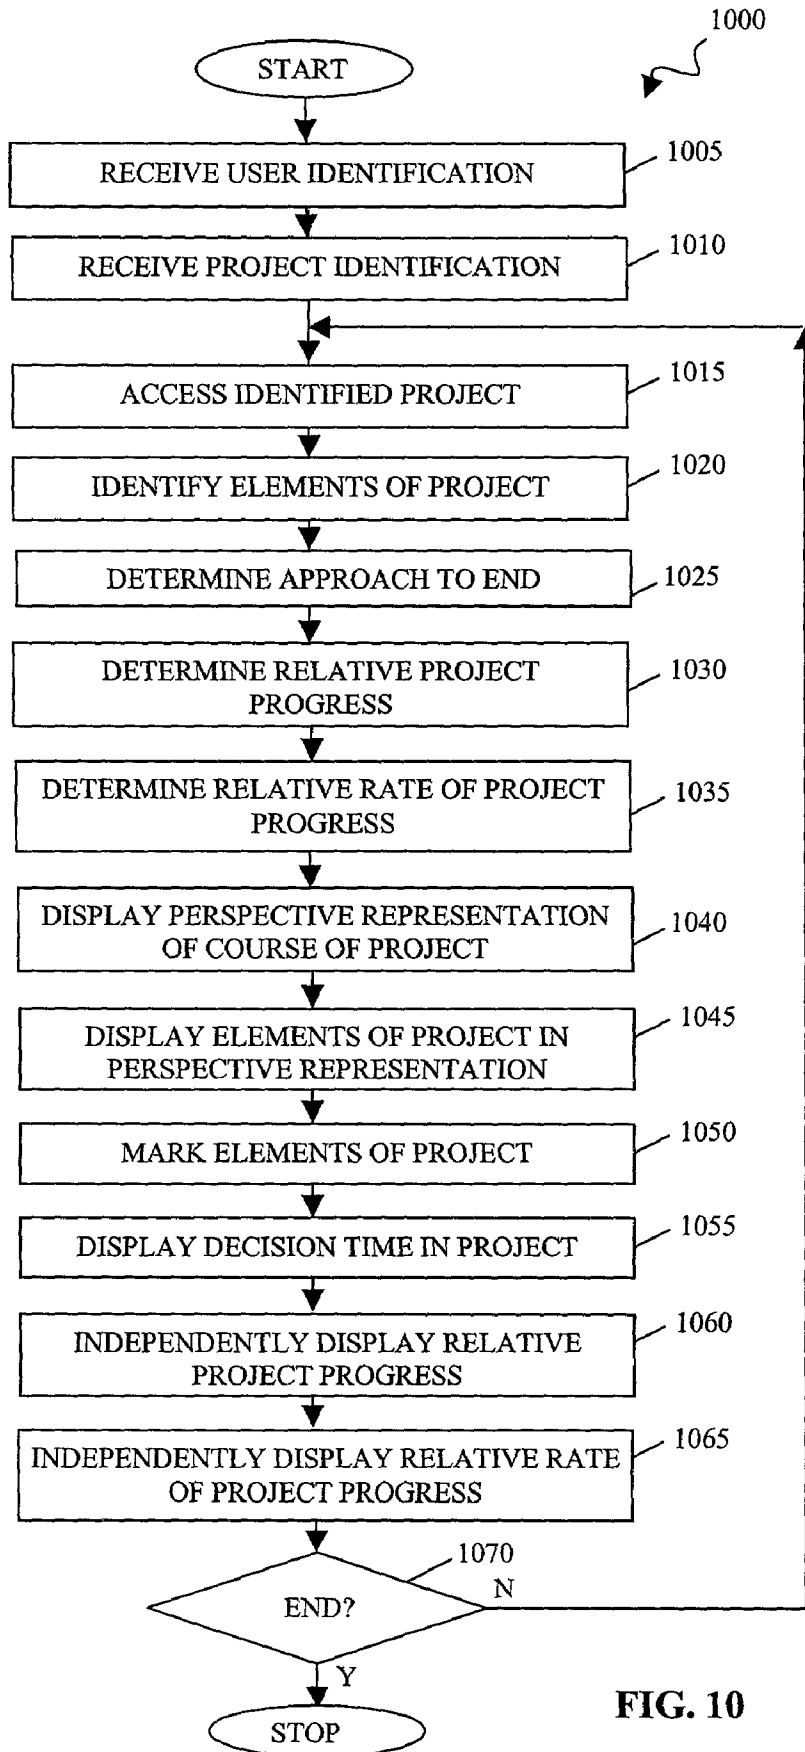 1000
START
RECEIVE USER IDENTIFICATION
1005
RECEIVE PROJECT IDENTIFICATION
1010
ACCESS IDENTIFIED PROJECT
1015
IDENTIFY ELEMENTS OF PROJECT
1020
DETERMINE APPROACH TO END
1025
DETERMINE RELATIVE PROJECT
PROGRESS
1030
DETERMINE RELATIVE RATE OF PROJECT
PROGRESS
1035
DISPLAY PERSPECTIVE REPRESENTATION
OF COURSE OF PROJECT
1040
DISPLAY ELEMENTS OF PROJECT IN
PERSPECTIVE REPRESENTATION
1045
MARK ELEMENTS OF PROJECT
1050
DISPLAY DECISION TIME IN PROJECT
1055
INDEPENDENTLY DISPLAY RELATIVE
PROJECT PROGRESS
1060
INDEPENDENTLY DISPLAY RELATIVE RATE
OF PROJECT PROGRESS
1065
1070
END?
N
Y
STOP
FIG. 10